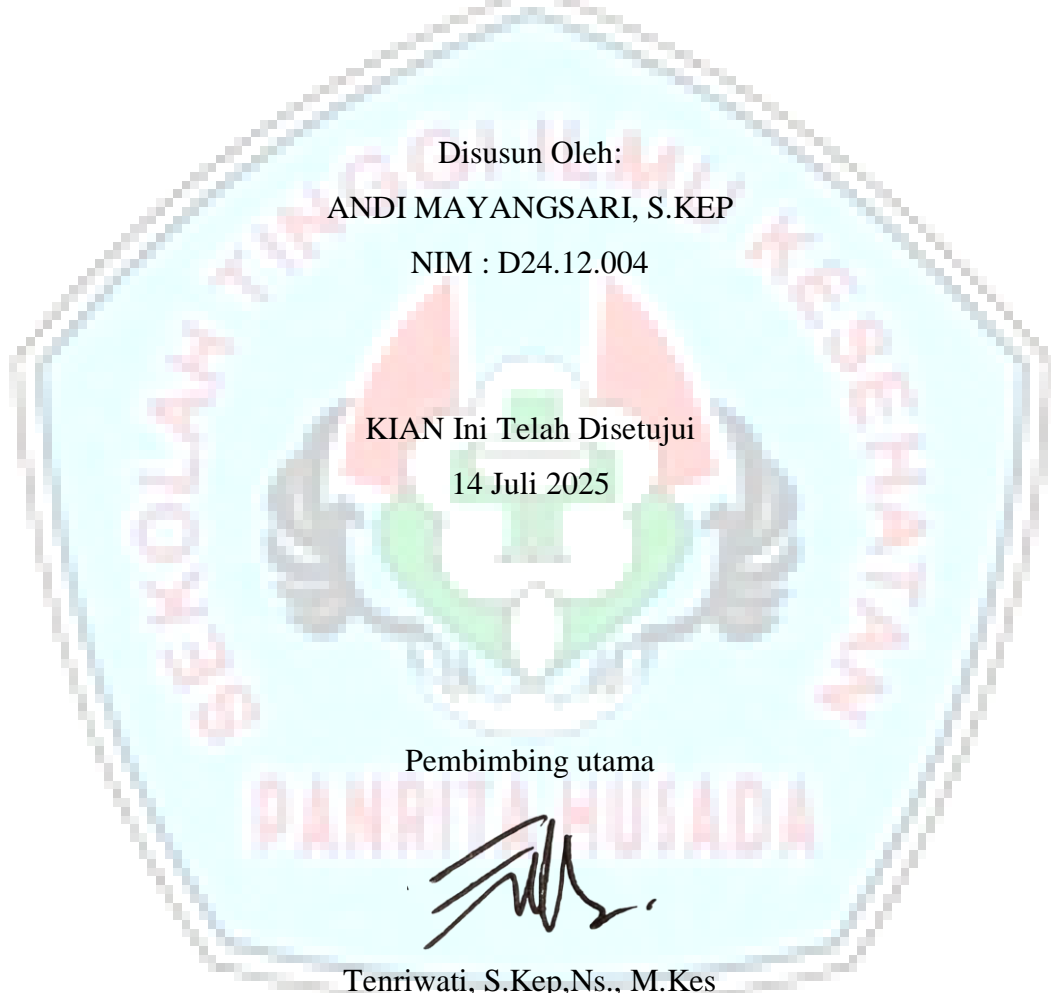 Disusun Oleh:
ANDI MAYANGSARI, S.KEP
NIM : D24.12.004
KIAN Ini Telah Disetujui
14 Juli 2025
Pembimbing utama
Tenriwati, S.Kep,Ns., M.Kes
SEKOLAH TINGGI ILMU KESEHATAN
PANRITA HUSADA